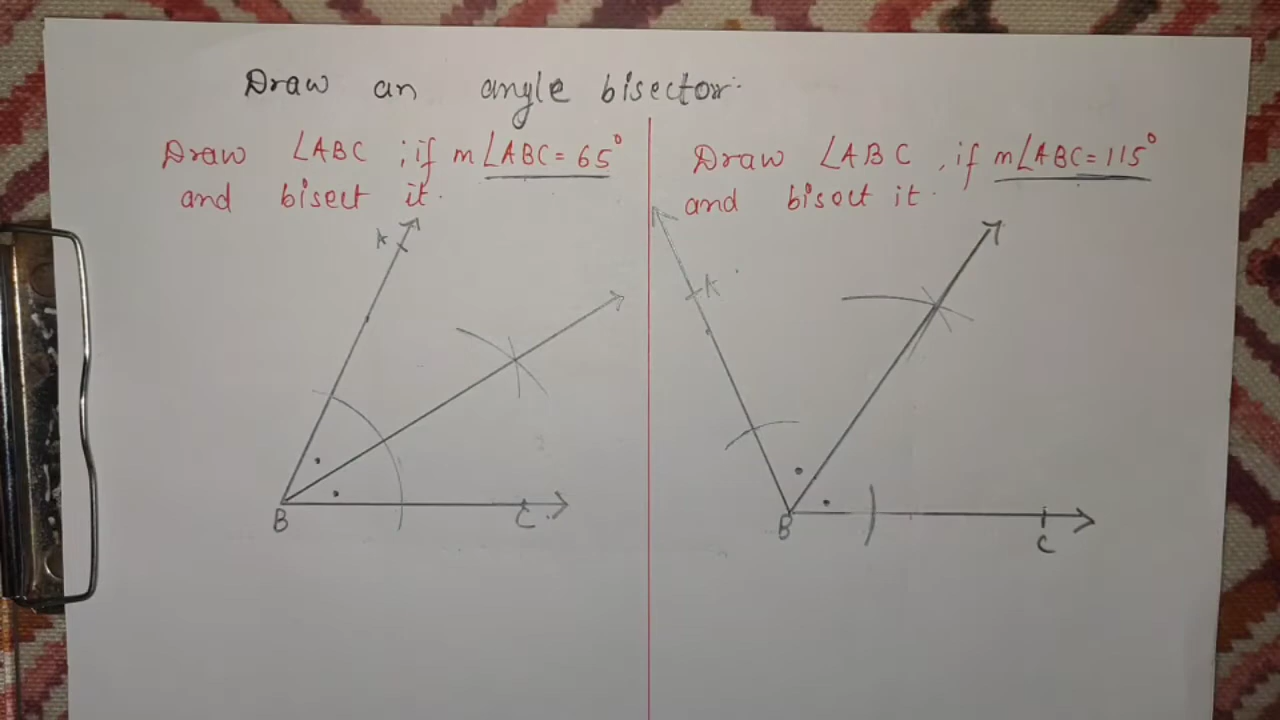 Draw an angle bisector.
Draw ∠ABC ; if m∠ABC = 65°
and bisect it.
A
B
C
Draw ∠ABC , if m∠ABC = 115°
and bisect it.
A
B
C